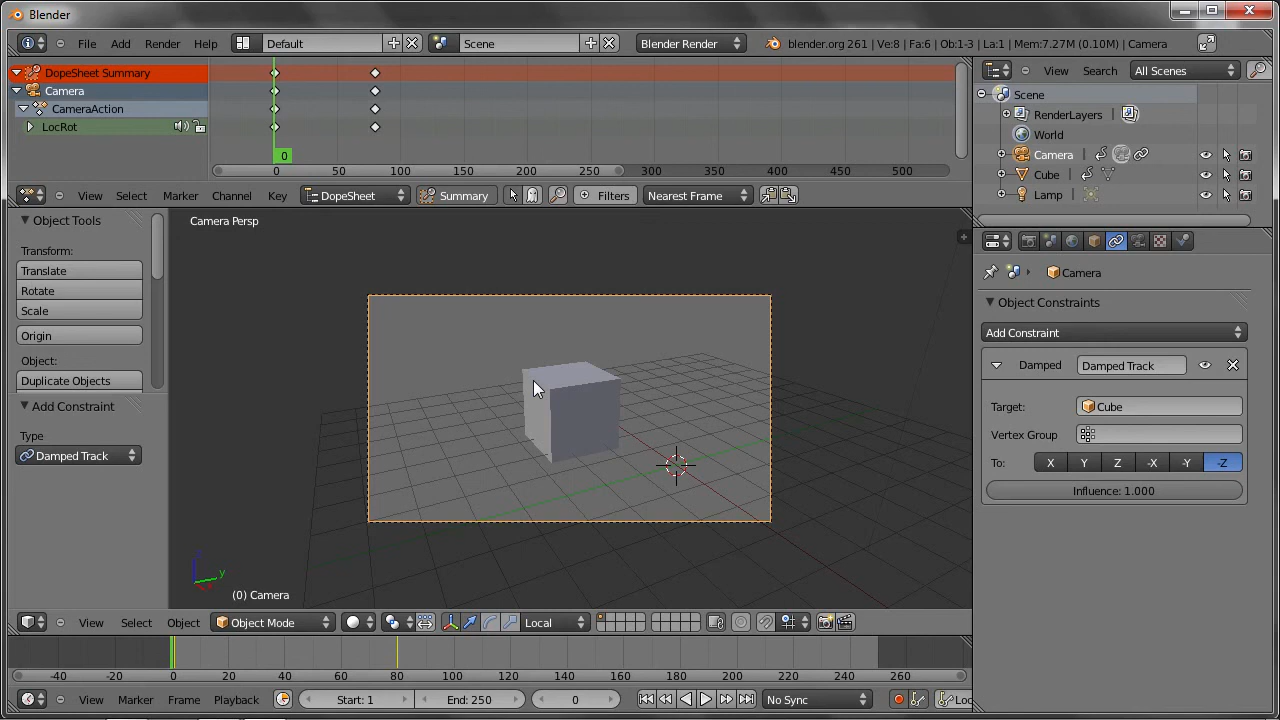 Blender
File Add Render Help Default Scene Blender Render blender.org 261 | Ve:8 | Fa:6 | Ob:1-3 | La:1 | Mem:7.27M (0.10M) | Camera
DopeSheet Summary
Camera
CameraAction
LocRot
0
0 50 100 150 200 250 300 350 400 450 500
View Select Marker Channel Key DopeSheet Summary Filters Nearest Frame
View Search All Scenes
Scene
RenderLayers
World
Camera
Cube
Lamp
Object Tools
Transform:
Translate
Rotate
Scale
Origin
Object:
Duplicate Objects
Add Constraint
Type
Damped Track
Camera Persp
z
y
(0) Camera
View Select Object Object Mode Local
-40 -20 0 20 40 60 80 100 120 140 160 180 200 220 240 260
View Marker Frame Playback Start: 1 End: 250 0 No Sync Loc
Camera
Object Constraints
Add Constraint
Damped Damped Track
Target: Cube
Vertex Group
To: X Y Z -X -Y -Z
Influence: 1.000